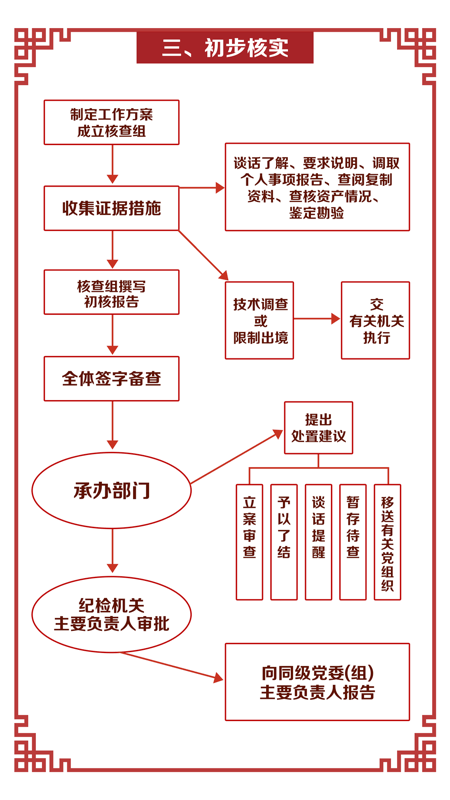 三、初步核实
制定工作方案
成立核查组
谈话了解、要求说明、调取
个人事项报告、查阅复制
资料、查核资产情况、
鉴定勘验
收集证据措施
核查组撰写
初核报告
技术调查
或
限制出境
交
有关机关
执行
全体签字备查
提出
处置建议
承办部门
立案审查
予以了结
谈话提醒
暂存待查
移送有关党组织
纪检机关
主要负责人审批
向同级党委(组)
主要负责人报告